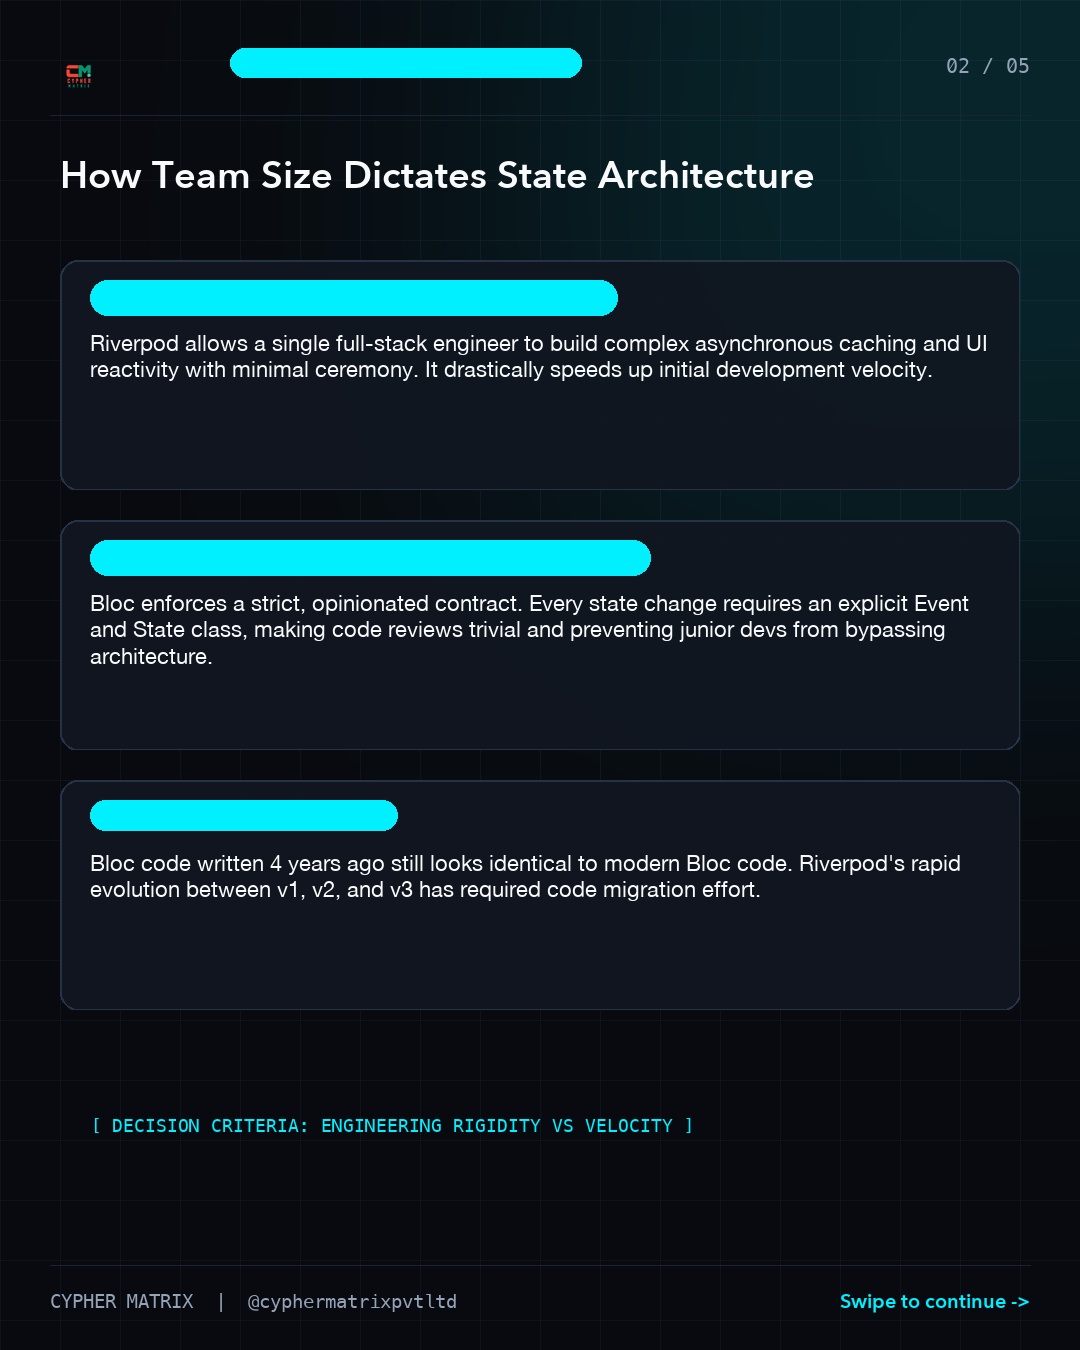 CM
CYPHER
MATRIX
02 / 05
How Team Size Dictates State Architecture
Riverpod allows a single full-stack engineer to build complex asynchronous caching and UI
reactivity with minimal ceremony. It drastically speeds up initial development velocity.
Bloc enforces a strict, opinionated contract. Every state change requires an explicit Event
and State class, making code reviews trivial and preventing junior devs from bypassing
architecture.
Bloc code written 4 years ago still looks identical to modern Bloc code. Riverpod's rapid
evolution between v1, v2, and v3 has required code migration effort.
[ DECISION CRITERIA: ENGINEERING RIGIDITY VS VELOCITY ]
CYPHER MATRIX | @cyphermatrixpvtltd
Swipe to continue ->